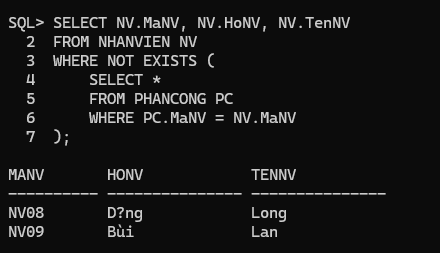 SQL> SELECT NV.MaNV, NV.HoNV, NV.TenNV
  2  FROM NHANVIEN NV
  3  WHERE NOT EXISTS (
  4      SELECT *
  5      FROM PHANCONG PC
  6      WHERE PC.MaNV = NV.MaNV
  7  );
MANV       HONV            TENNV
---------- --------------- ---------------
NV08       D?ng            Long
NV09       Bùi             Lan